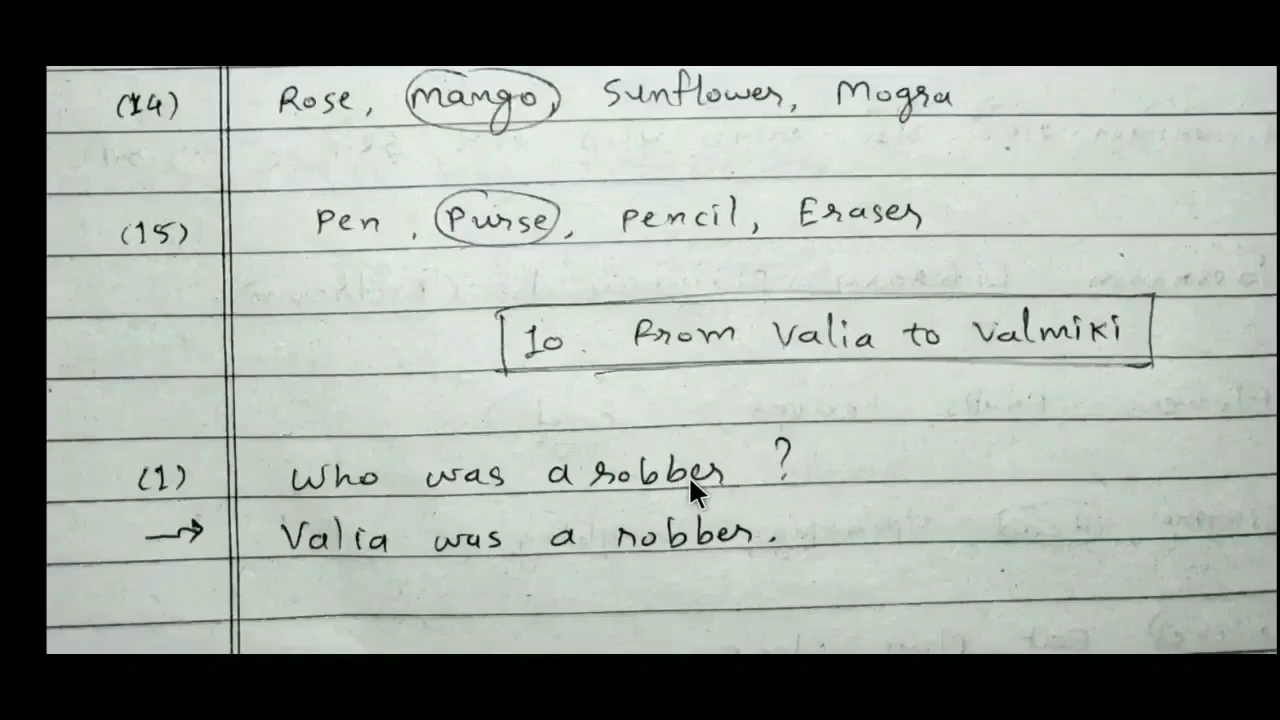 (14) Rose, mango, Sunflower, Mogra
(15) Pen, Purse, pencil, Eraser
10. From Valia to Valmiki
(1) Who was a robber ?
→ Valia was a robber.